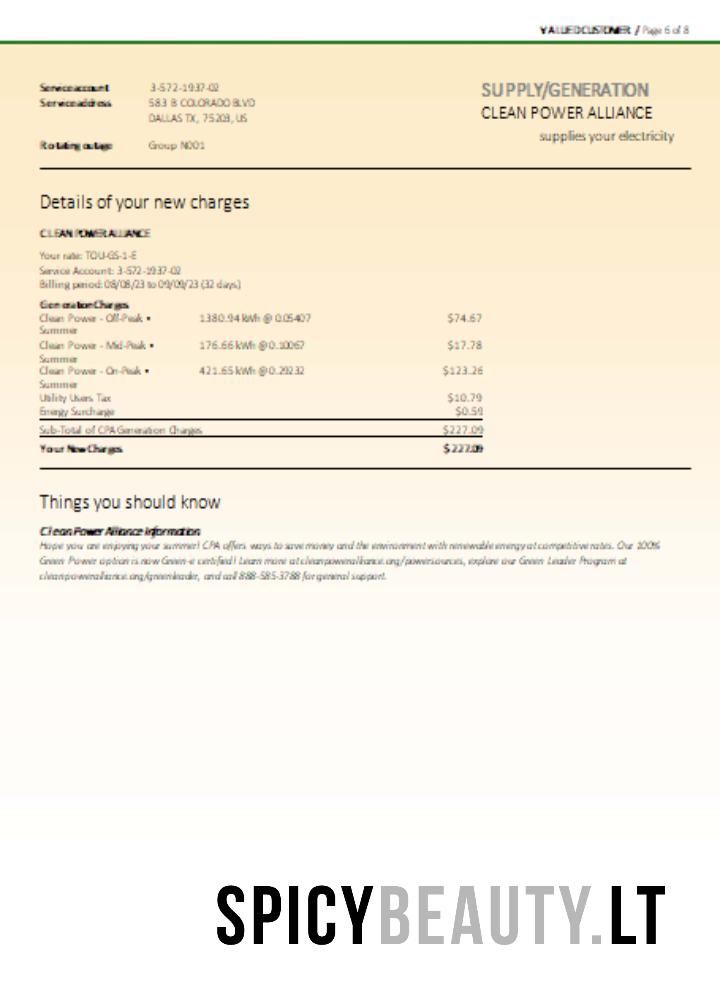 VALUED CUSTOMER / Page 6 of 8
Service account 3-572-1937-02
Service address 583 B COLORADO BLVD
DALLAS TX, 75203, US
Rotating outage Group N001
SUPPLY/GENERATION
CLEAN POWER ALLIANCE
supplies your electricity
Details of your new charges
CLEAN POWER ALLIANCE
Your rate: TOU-GS-1-E
Service Account: 3-572-1937-02
Billing period: 08/08/23 to 09/09/23 (32 days)
Generation Charges
Clean Power - Off-Peak • 1380.94 kWh @ 0.05407 $74.67
Summer
Clean Power - Mid-Peak • 176.66 kWh @ 0.10067 $17.78
Summer
Clean Power - On-Peak • 421.65 kWh @ 0.29232 $123.26
Summer
Utility Users Tax $10.79
Energy Surcharge $0.59
Sub-Total of CPA Generation Charges $227.09
Your New Charges $227.09
Things you should know
Clean Power Alliance Information
Hope you are enjoying your summer! CPA offers ways to save money and the environment with renewable energy at competitive rates. Our 100%
Green Power option is now Green-e certified! Learn more at cleanpoweralliance.org/powersources, explore our Green Leader Program at
cleanpoweralliance.org/greenleader, and call 888-585-3788 for general support.
SPICYBEAUTY.LT